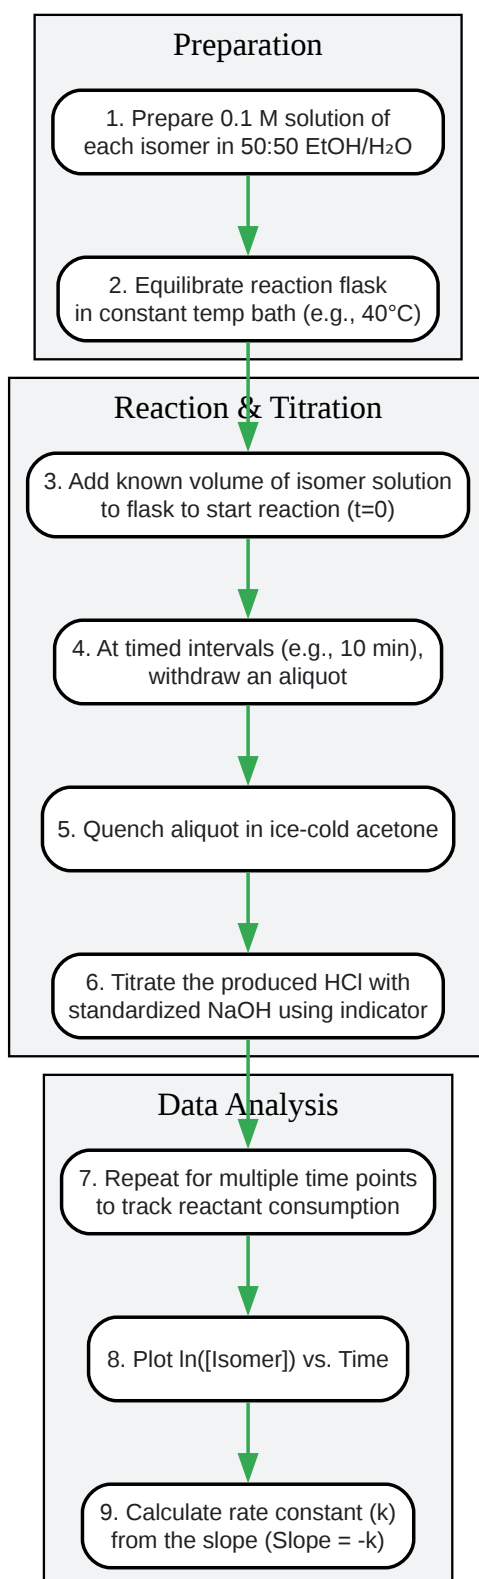 Preparation
1. Prepare 0.1 M solution of
each isomer in 50:50 EtOH/H₂O
2. Equilibrate reaction flask
in constant temp bath (e.g., 40°C)
Reaction & Titration
3. Add known volume of isomer solution
to flask to start reaction (t=0)
4. At timed intervals (e.g., 10 min),
withdraw an aliquot
5. Quench aliquot in ice-cold acetone
6. Titrate the produced HCl with
standardized NaOH using indicator
Data Analysis
7. Repeat for multiple time points
to track reactant consumption
8. Plot ln([Isomer]) vs. Time
9. Calculate rate constant (k)
from the slope (Slope = -k)